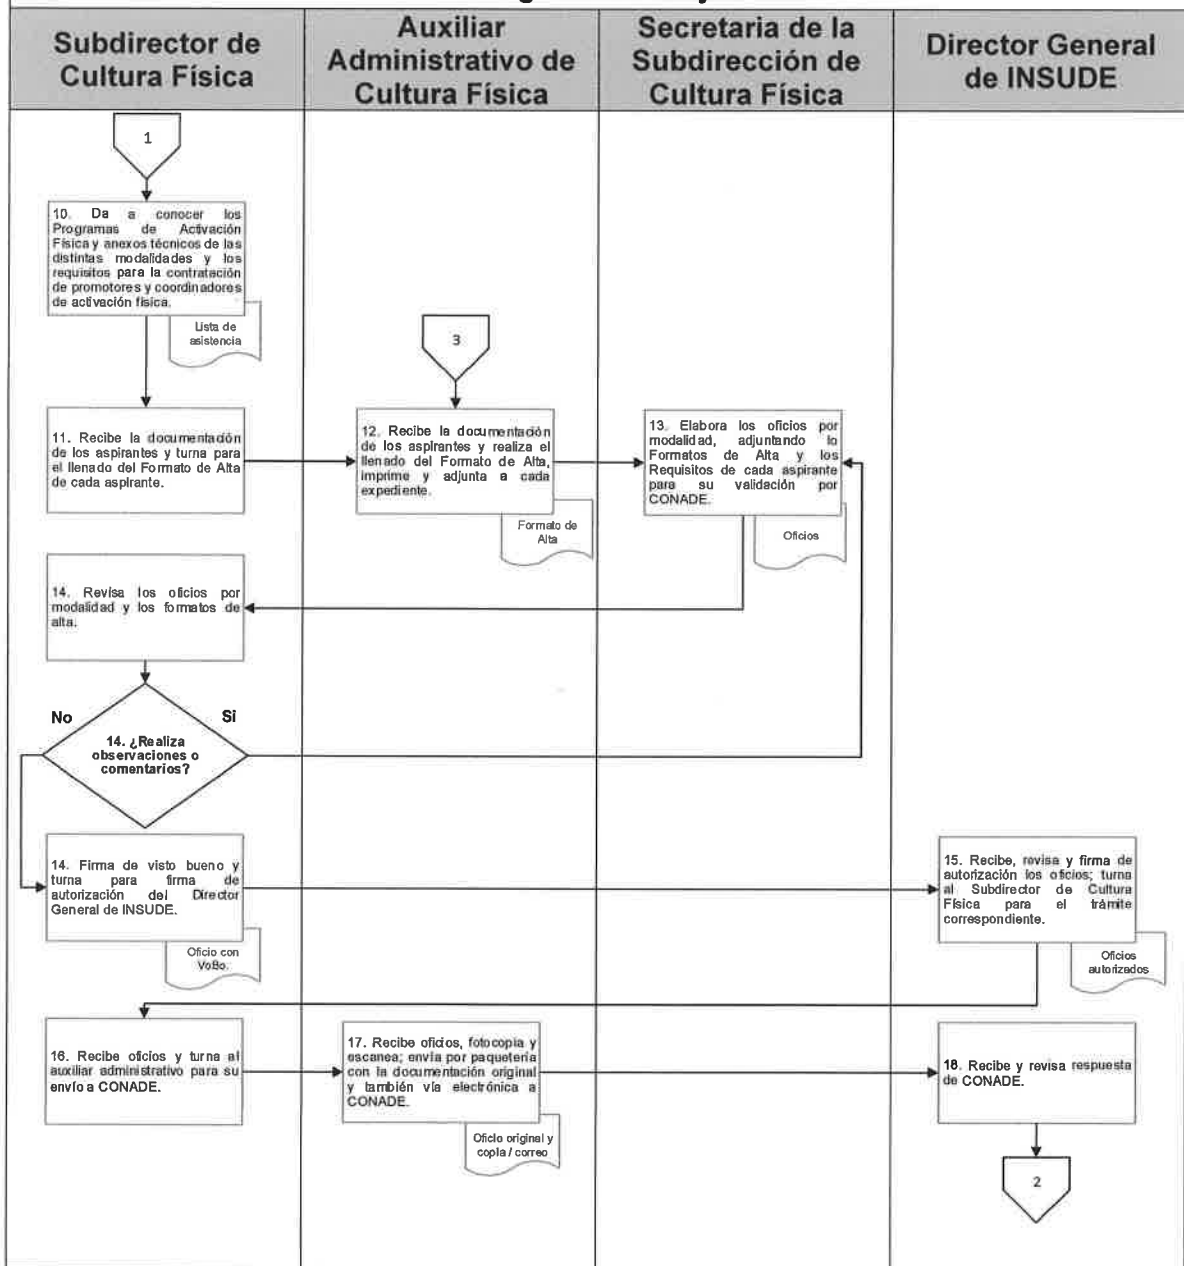 Subdirector de
Cultura Física
Auxiliar
Administrativo de
Cultura Física
Secretaria de la
Subdirección de
Cultura Física
Director General
de INSUDE
1
10. Da a conocer los
Programas de Activación
Física y anexos técnicos de las
distintas modalidades y los
requisitos para la contratación
de promotores y coordinadores
de activación física.
Lista de
asistencia
3
11. Recibe la documentación
de los aspirantes y turna para
el llenado del Formato de Alta
de cada aspirante.
12. Recibe la documentación
de los aspirantes y realiza el
llenado del Formato de Alta,
imprime y adjunta a cada
expediente.
Formato de
Alta
13. Elabora los oficios por
modalidad, adjuntando lo
Formatos de Alta y los
Requisitos de cada aspirante
para su validación por
CONADE.
Oficios
14. Revisa los oficios por
modalidad y los formatos de
alta.
No
Si
14. ¿Realiza
observaciones o
comentarios?
14. Firma de visto bueno y
turna para firma de
autorización del Director
General de INSUDE.
Oficio con
VoBo.
15. Recibe, revisa y firma de
autorización los oficios; turna
al Subdirector de Cultura
Física para el trámite
correspondiente.
Oficios
autorizados
16. Recibe oficios y turna al
auxiliar administrativo para su
envío a CONADE.
17. Recibe oficios, fotocopia y
escanea; envía por paquetería
con la documentación original
y también vía electrónica a
CONADE.
Oficio original y
copia / correo
18. Recibe y revisa respuesta
de CONADE.
2